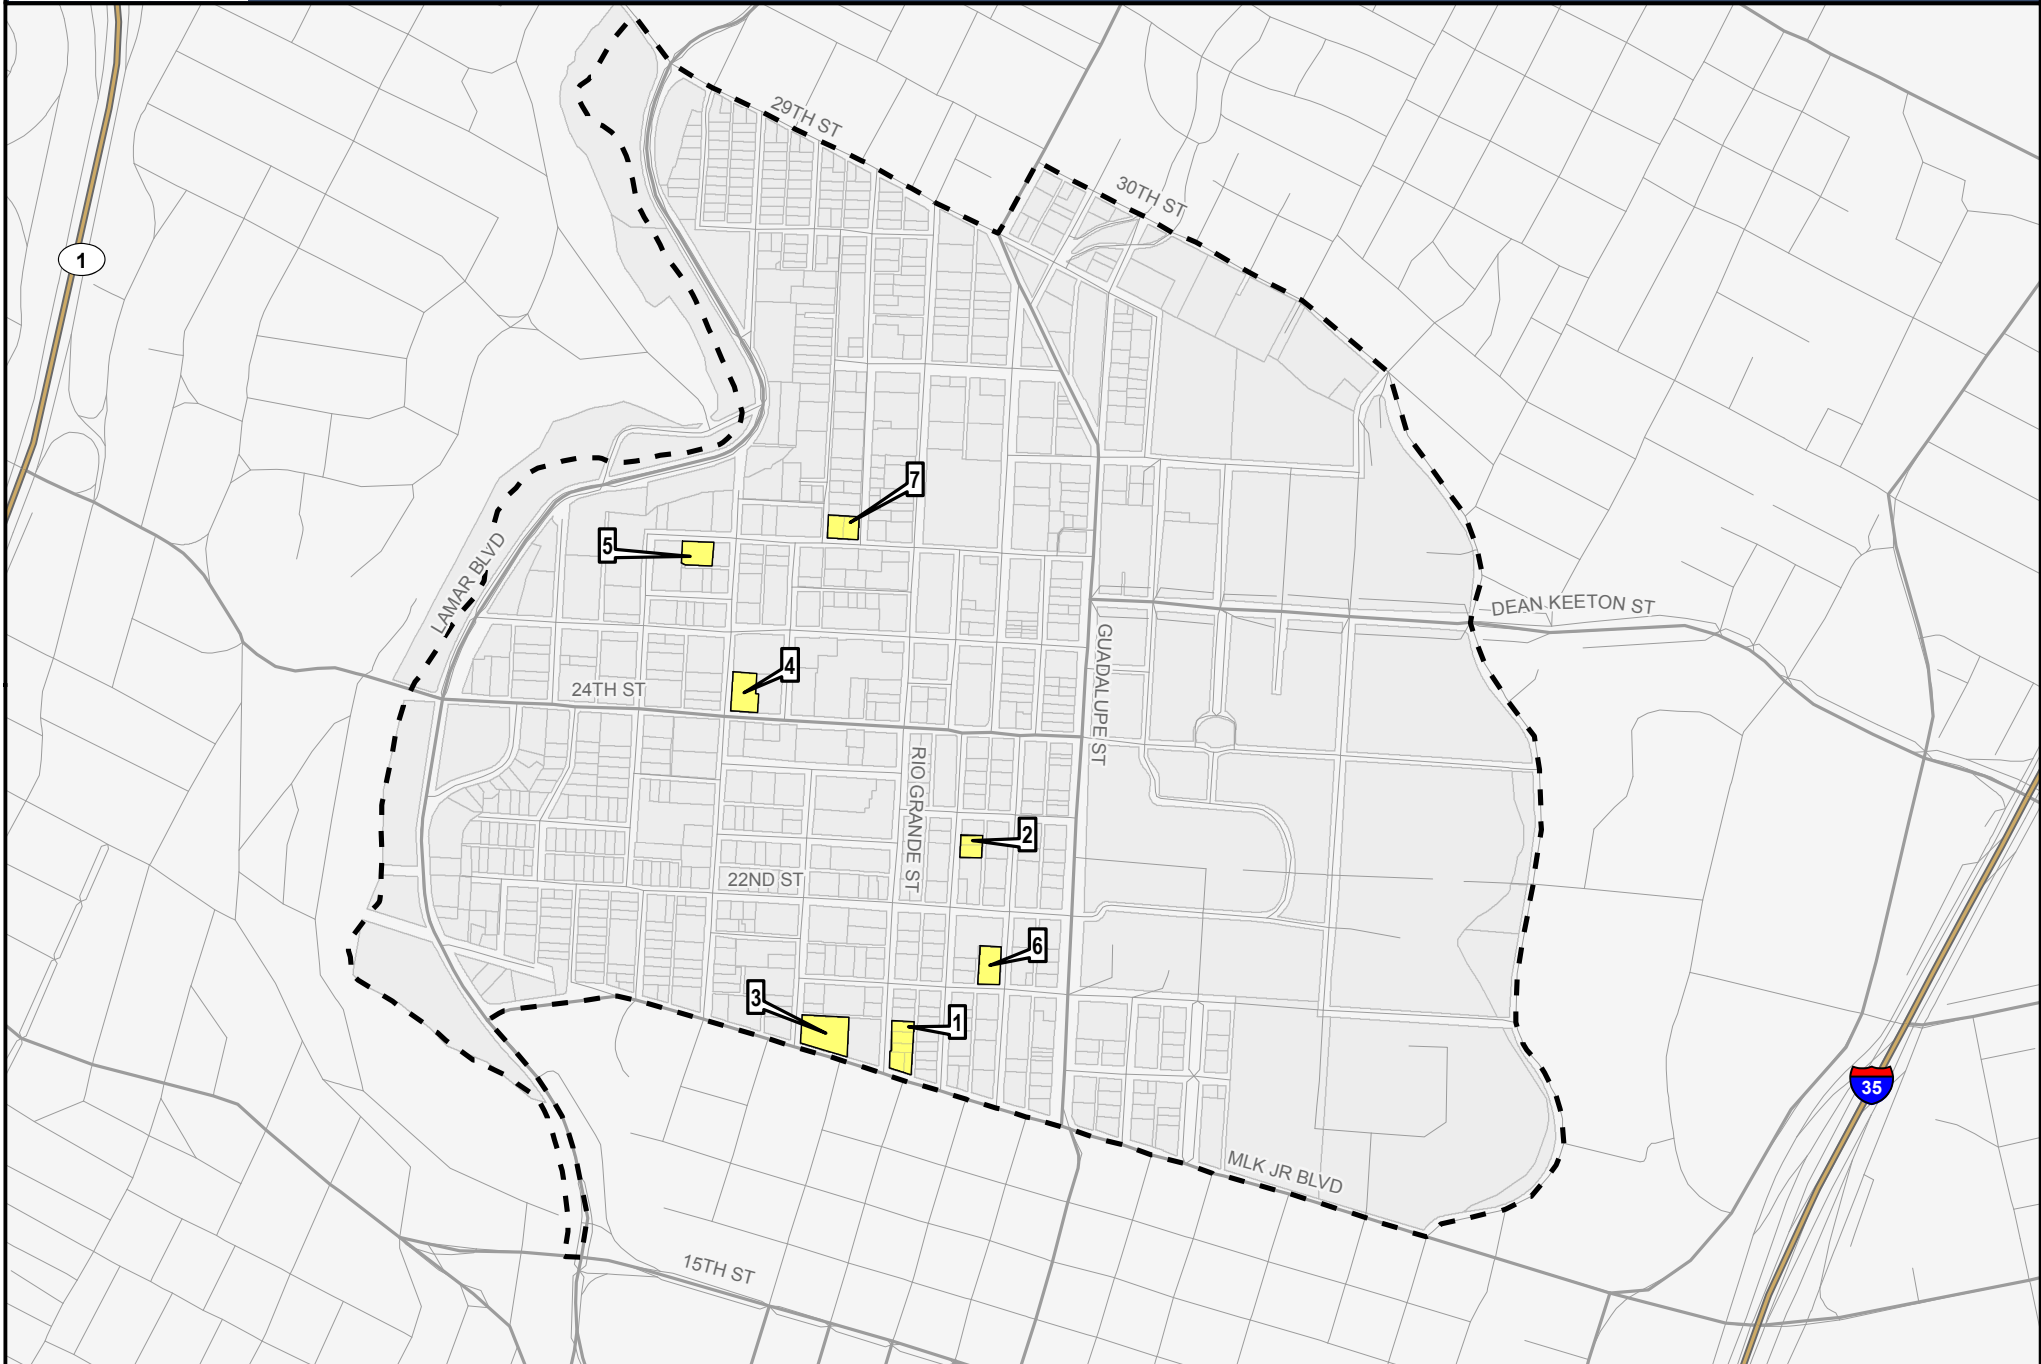 29TH ST
30TH ST
1
7
5
LAMAR BLVD
DEAN KEETON ST
GUADALUPE ST
4
24TH ST
RIO GRANDE ST
2
22ND ST
6
3
1
35
MLK JR BLVD
15TH ST